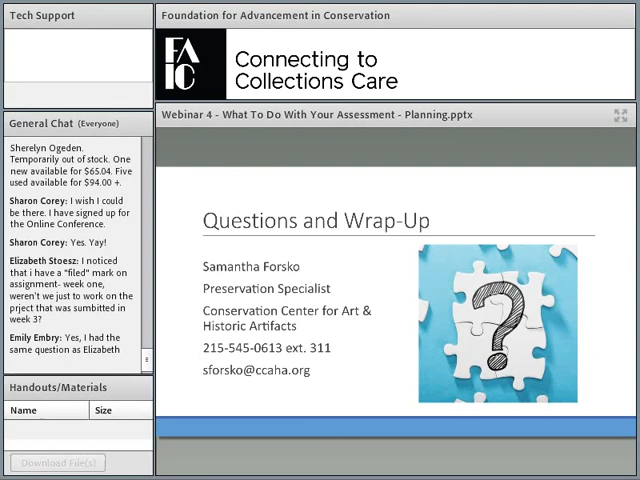 Tech Support
Foundation for Advancement in Conservation
FA
IC
Connecting to
Collections Care
General Chat (Everyone)
Sherelyn Ogeden.
Temporarily out of stock. One
new available for $65.04. Five
used available for $94.00 +.
Sharon Corey: I wish I could
be there. I have signed up for
the Online Conference.
Sharon Corey: Yes. Yay!
Elizabeth Stoesz: I noticed
that i have a "filed" mark on
assignment- week one,
weren't we just to work on the
prject that was sumbitted in
week 3?
Emily Embry: Yes, I had the
same question as Elizabeth
Handouts/Materials
Name Size
Download File(s)
Webinar 4 - What To Do With Your Assessment - Planning.pptx
Questions and Wrap-Up
Samantha Forsko
Preservation Specialist
Conservation Center for Art &
Historic Artifacts
215-545-0613 ext. 311
sforsko@ccaha.org
?